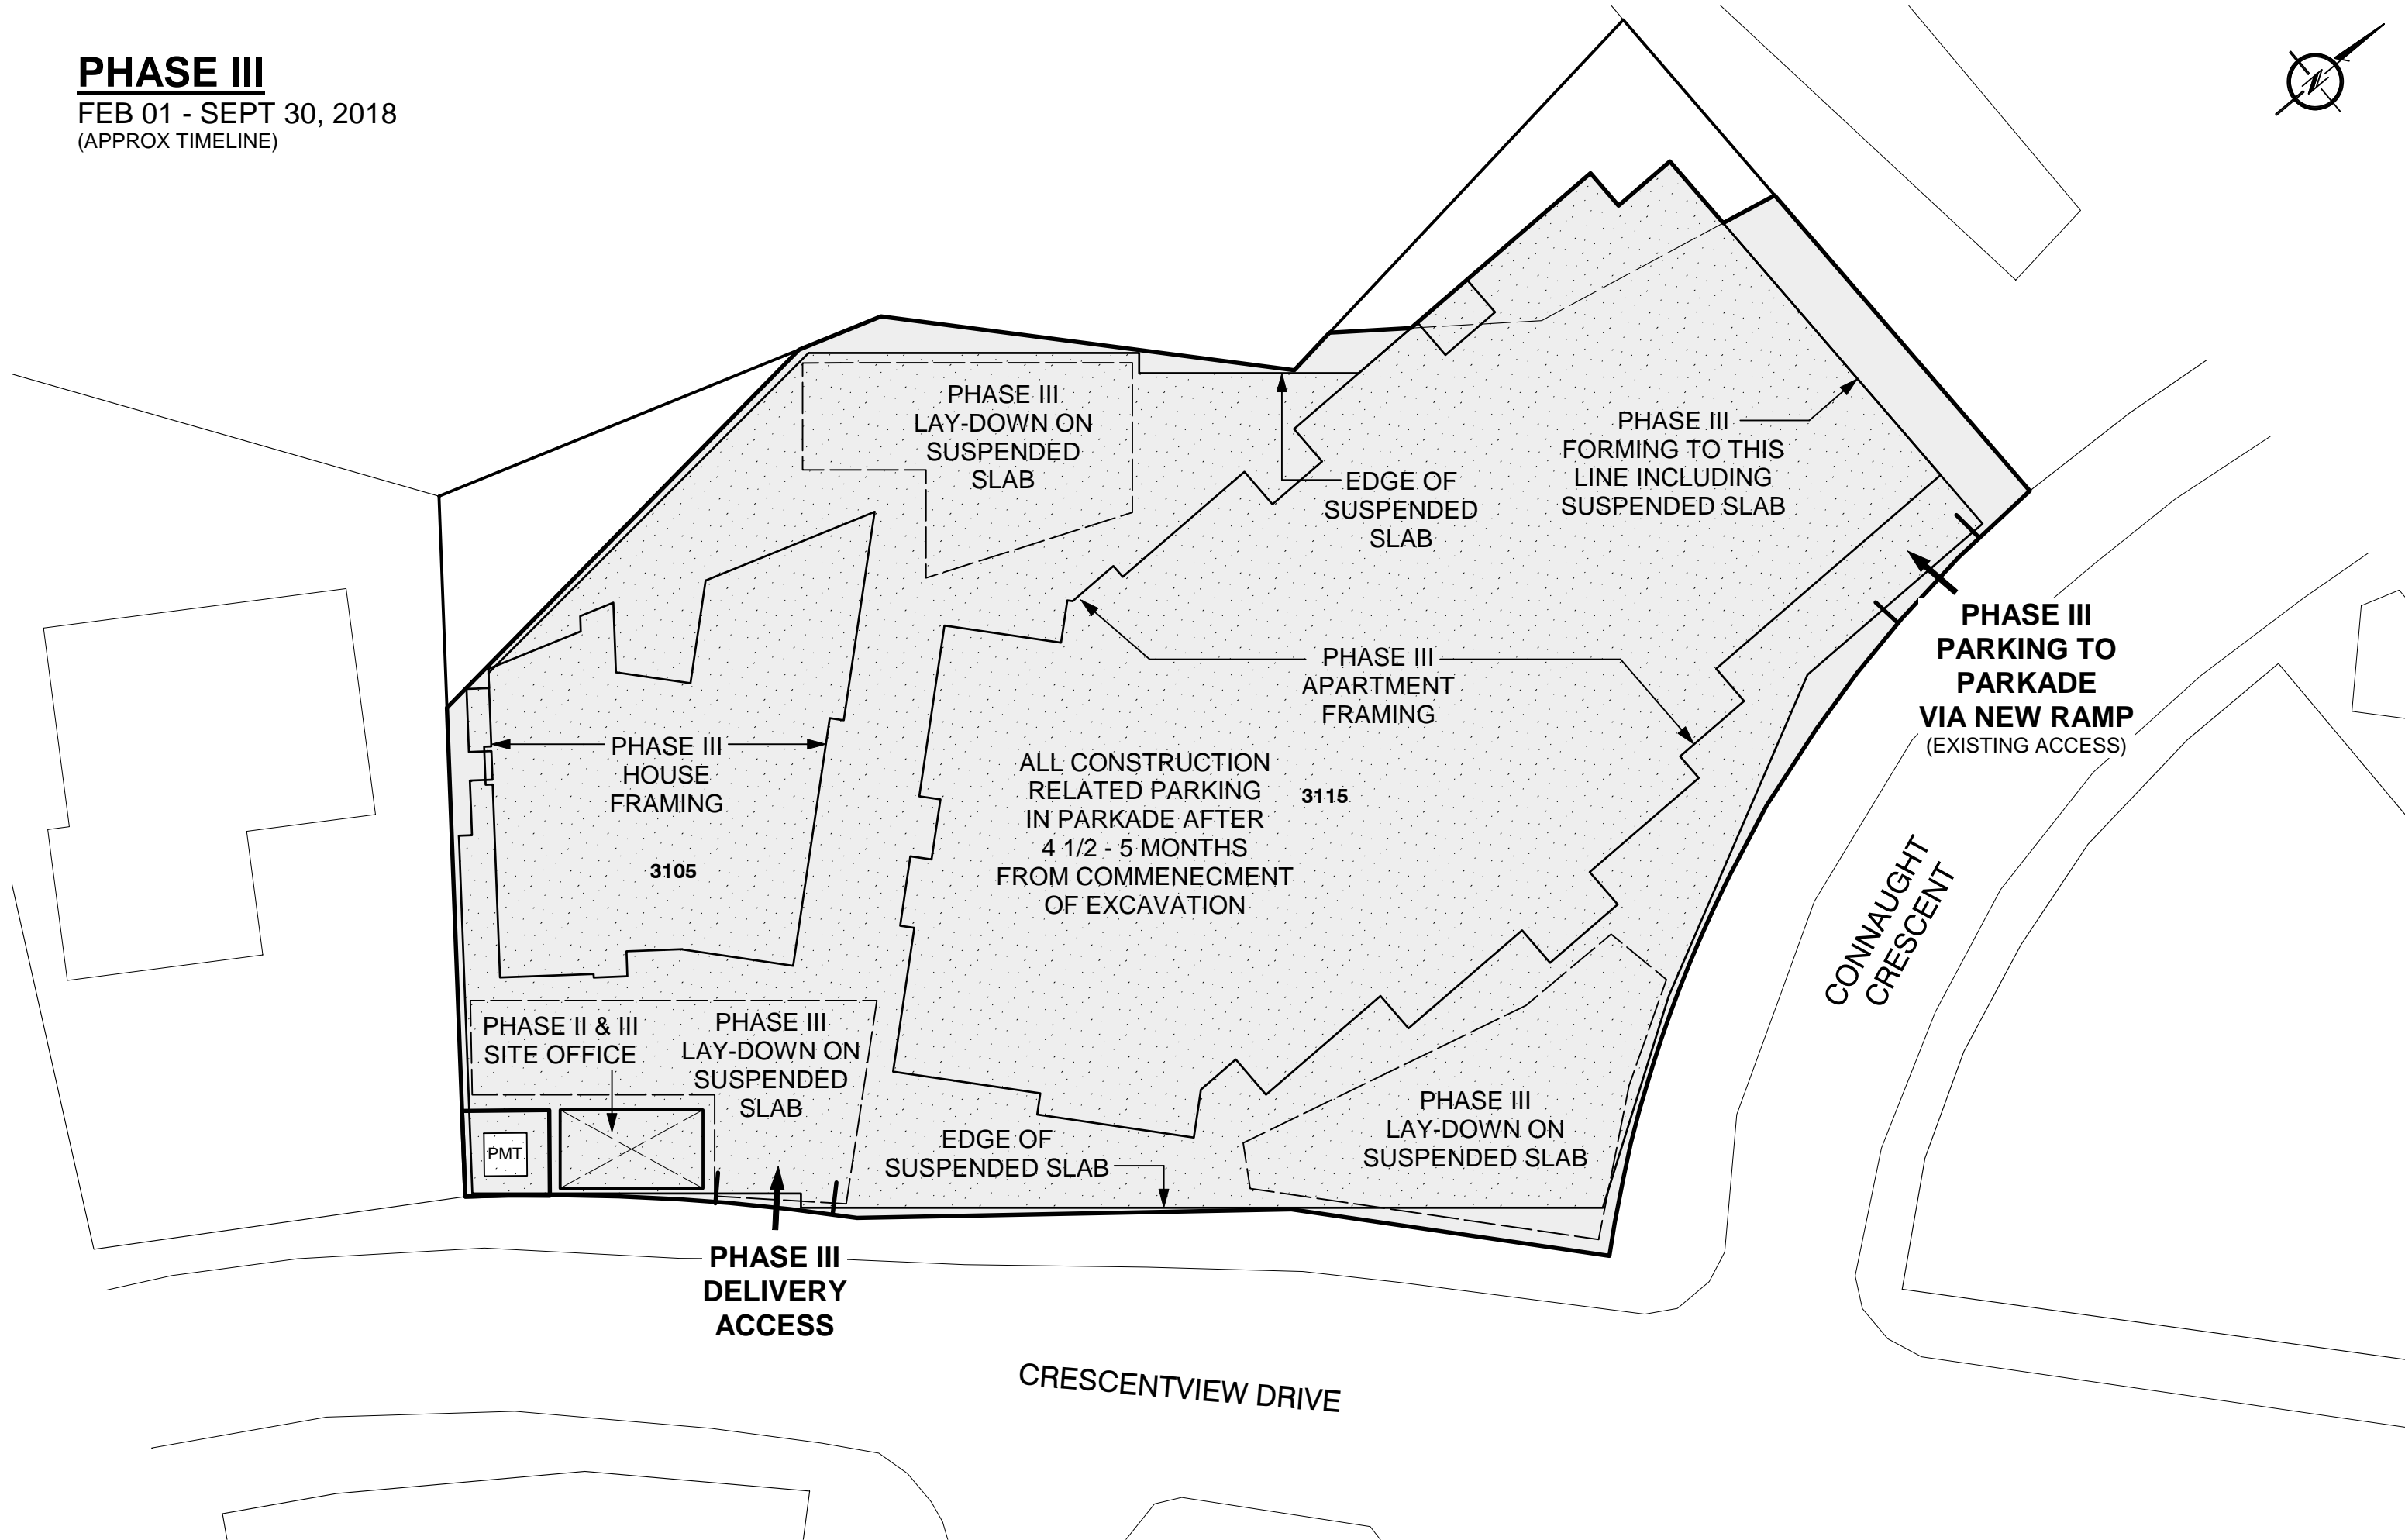 PHASE III
FEB 01 - SEPT 30, 2018
(APPROX TIMELINE)
N
PHASE III
LAY-DOWN ON
SUSPENDED
SLAB
EDGE OF
SUSPENDED
SLAB
PHASE III
FORMING TO THIS
LINE INCLUDING
SUSPENDED SLAB
PHASE III
PARKING TO
PARKADE
VIA NEW RAMP
(EXISTING ACCESS)
PHASE III
APARTMENT
FRAMING
PHASE III
HOUSE
FRAMING
3105
ALL CONSTRUCTION
RELATED PARKING
IN PARKADE AFTER
4 1/2 - 5 MONTHS
FROM COMMENECMENT
OF EXCAVATION
3115
CONNAUGHT
CRESCENT
PHASE II & III
SITE OFFICE
PHASE III
LAY-DOWN ON
SUSPENDED
SLAB
PMT
EDGE OF
SUSPENDED SLAB
PHASE III
LAY-DOWN ON
SUSPENDED SLAB
PHASE III
DELIVERY
ACCESS
CRESCENTVIEW DRIVE